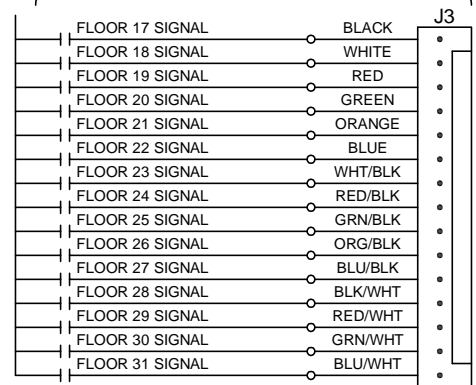 J3
FLOOR 17 SIGNAL BLACK
FLOOR 18 SIGNAL WHITE
FLOOR 19 SIGNAL RED
FLOOR 20 SIGNAL GREEN
FLOOR 21 SIGNAL ORANGE
FLOOR 22 SIGNAL BLUE
FLOOR 23 SIGNAL WHT/BLK
FLOOR 24 SIGNAL RED/BLK
FLOOR 25 SIGNAL GRN/BLK
FLOOR 26 SIGNAL ORG/BLK
FLOOR 27 SIGNAL BLU/BLK
FLOOR 28 SIGNAL BLK/WHT
FLOOR 29 SIGNAL RED/WHT
FLOOR 30 SIGNAL GRN/WHT
FLOOR 31 SIGNAL BLU/WHT